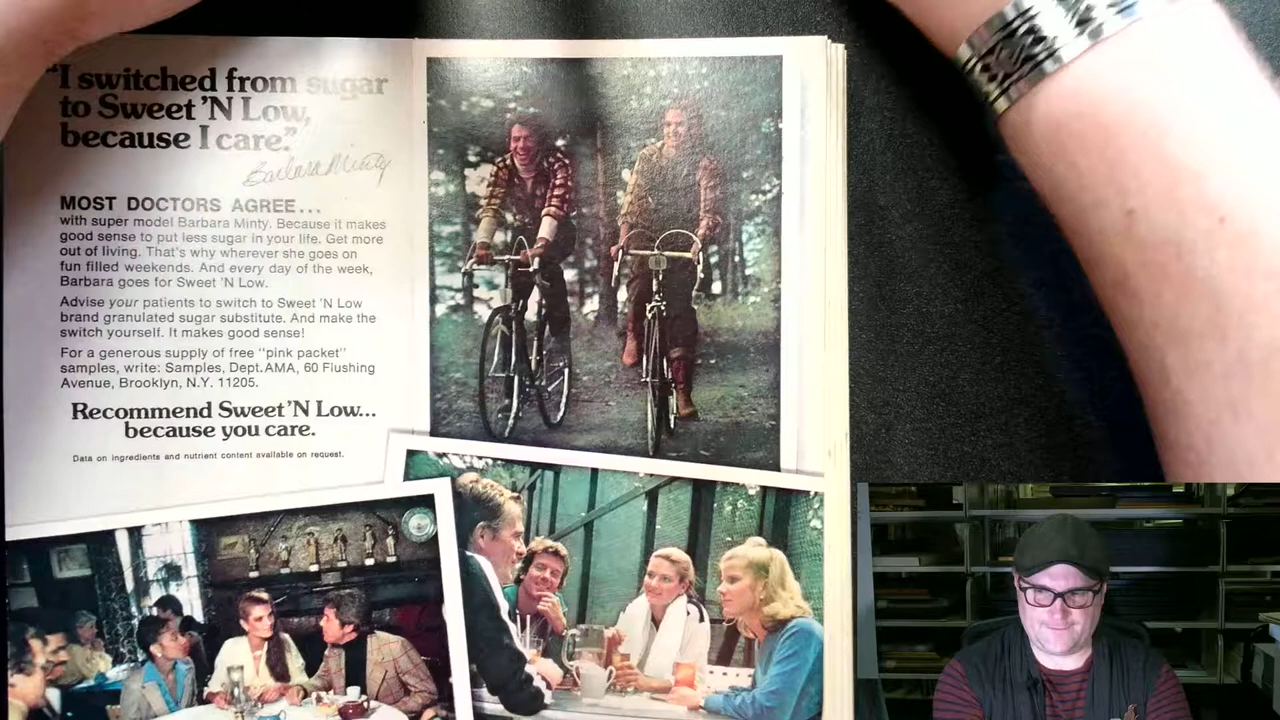 "I switched from sugar
to Sweet 'N Low,
because I care."
Barbara Minty
MOST DOCTORS AGREE...
with super model Barbara Minty. Because it makes
good sense to put less sugar in your life. Get more
out of living. That's why wherever she goes on
fun filled weekends. And every day of the week,
Barbara goes for Sweet 'N Low.
Advise your patients to switch to Sweet 'N Low
brand granulated sugar substitute. And make the
switch yourself. It makes good sense!
For a generous supply of free "pink packet"
samples, write: Samples, Dept.AMA, 60 Flushing
Avenue, Brooklyn, N.Y. 11205.
Recommend Sweet 'N Low...
because you care.
Data on ingredients and nutrient content available on request.